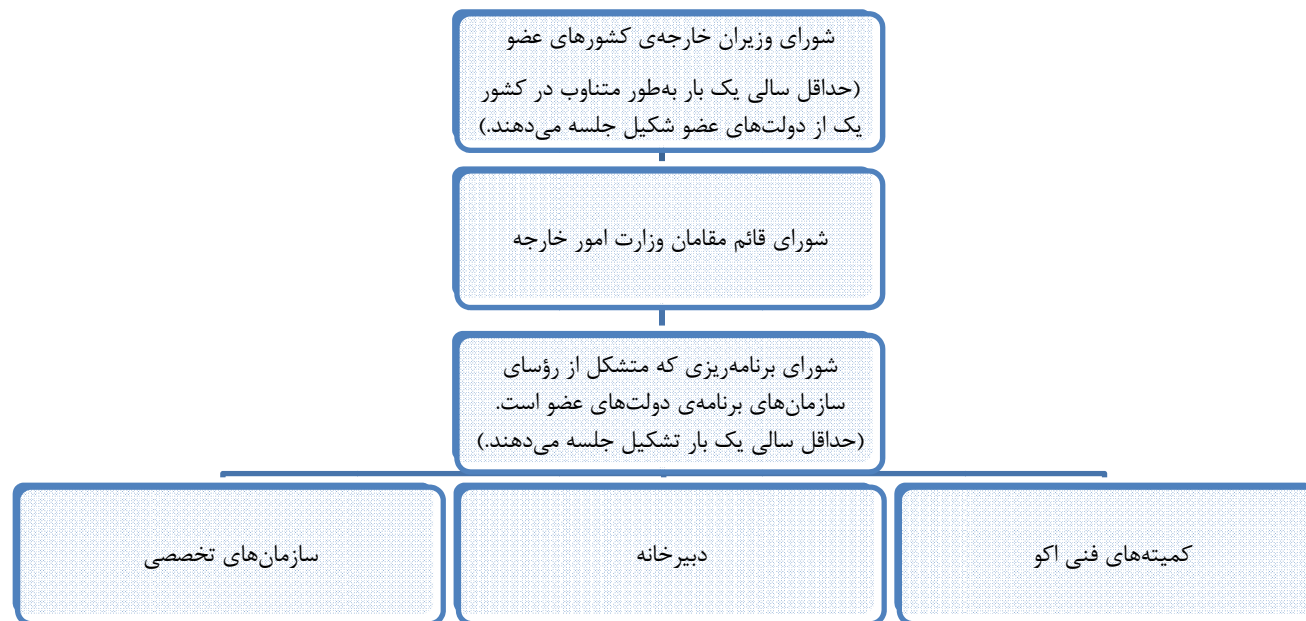 شورای وزیران خارجه‌ی کشورهای عضو
(حداقل سالی یک بار به‌طور متناوب در کشور
یک از دولت‌های عضو شکیل جلسه می‌دهند.)
شورای قائم مقامان وزارت امور خارجه
شورای برنامه‌ریزی که متشکل از رؤسای
سازمان‌های برنامه‌ی دولت‌های عضو است.
(حداقل سالی یک بار تشکیل جلسه می‌دهند.)
کمیته‌های فنی اکو
دبیرخانه
سازمان‌های تخصصی